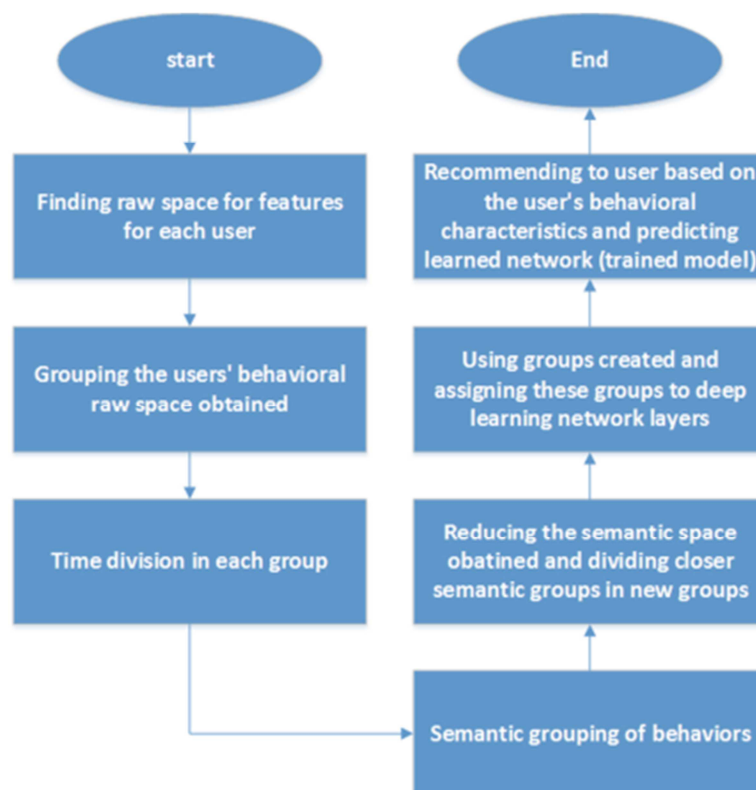 start
Finding raw space for features
for each user
Grouping the users' behavioral
raw space obtained
Time division in each group
Semantic grouping of behaviors
Reducing the semantic space
obatined and dividing closer
semantic groups in new groups
Using groups created and
assigning these groups to deep
learning network layers
Recommending to user based on
the user's behavioral
characteristics and predicting
learned network (trained model)
End